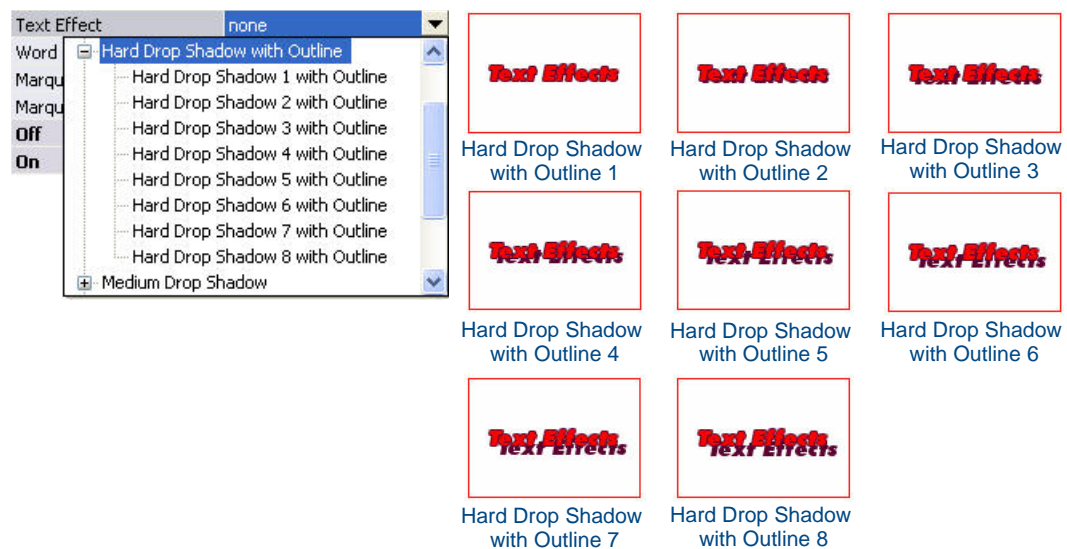 Text Effect none
Word
Marqu
Marqu
Off
On
Hard Drop Shadow with Outline
Hard Drop Shadow 1 with Outline
Hard Drop Shadow 2 with Outline
Hard Drop Shadow 3 with Outline
Hard Drop Shadow 4 with Outline
Hard Drop Shadow 5 with Outline
Hard Drop Shadow 6 with Outline
Hard Drop Shadow 7 with Outline
Hard Drop Shadow 8 with Outline
Medium Drop Shadow
Text Effects
Hard Drop Shadow
with Outline 1
Text Effects
Hard Drop Shadow
with Outline 2
Text Effects
Hard Drop Shadow
with Outline 3
Text Effects
Hard Drop Shadow
with Outline 4
Text Effects
Hard Drop Shadow
with Outline 5
Text Effects
Hard Drop Shadow
with Outline 6
Text Effects
Hard Drop Shadow
with Outline 7
Text Effects
Hard Drop Shadow
with Outline 8